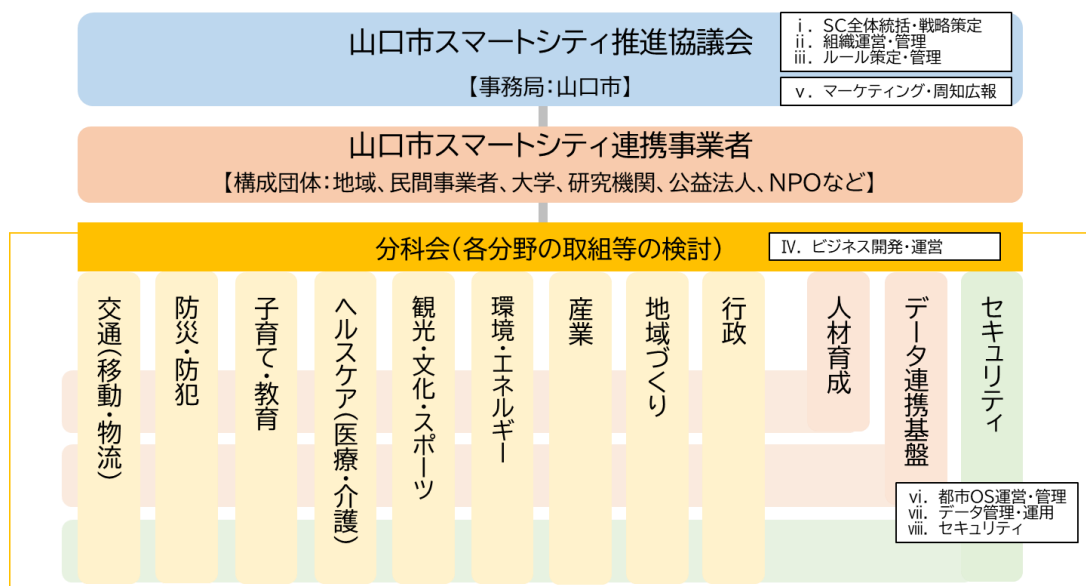 山口市スマートシティ推進協議会
【事務局:山口市】
ⅰ. SC全体統括・戦略策定
ⅱ. 組織運営・管理
ⅲ. ルール策定・管理
ⅴ. マーケティング・周知広報
山口市スマートシティ連携事業者
【構成団体:地域、民間事業者、大学、研究機関、公益法人、NPOなど】
分科会(各分野の取組等の検討)
Ⅳ. ビジネス開発・運営
交通(移動・物流)
防災・防犯
子育て・教育
ヘルスケア(医療・介護)
観光・文化・スポーツ
環境・エネルギー
産業
地域づくり
行政
人材育成
データ連携基盤
セキュリティ
ⅵ. 都市OS運営・管理
ⅶ. データ管理・運用
ⅷ. セキュリティ